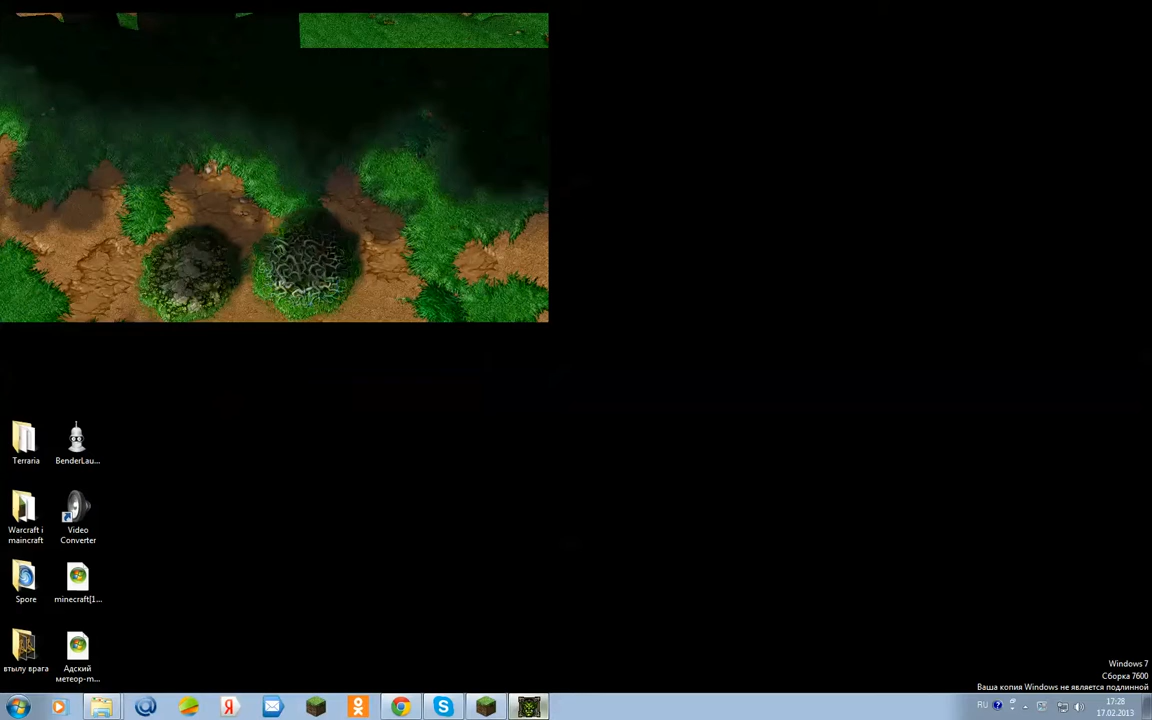 Terraria
BenderLau...
Warcraft i
maincraft
Video
Converter
Spore
minecraft[1...
втылу врага
Адский
метеор-m...
Windows 7
Сборка 7600
Ваша копия Windows не является подлинной
RU
17:28
17.02.2013